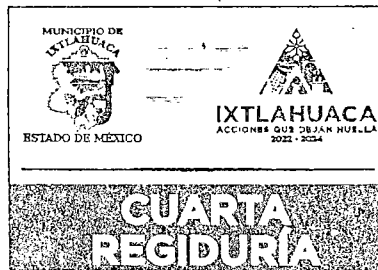 MUNICIPIO DE
IXTLAHUACA
ESTADO DE MÉXICO
IXTLAHUACA
ACCIONES QUE DEJAN HUELLA
2022 - 2024
CUARTA
REGIDURÍA